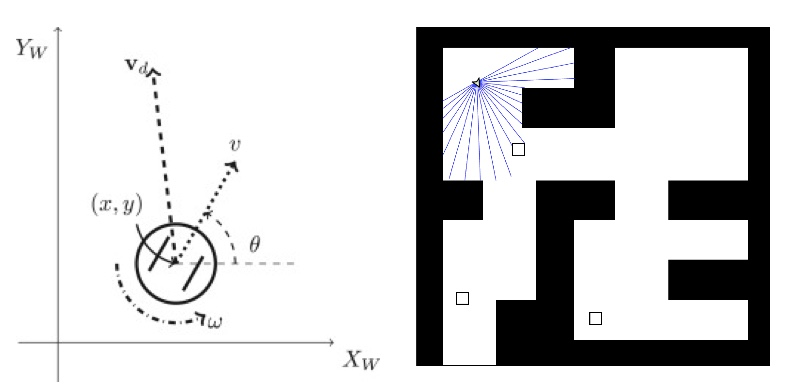 Y_W
v_d
v
(x, y)
θ
ω
X_W